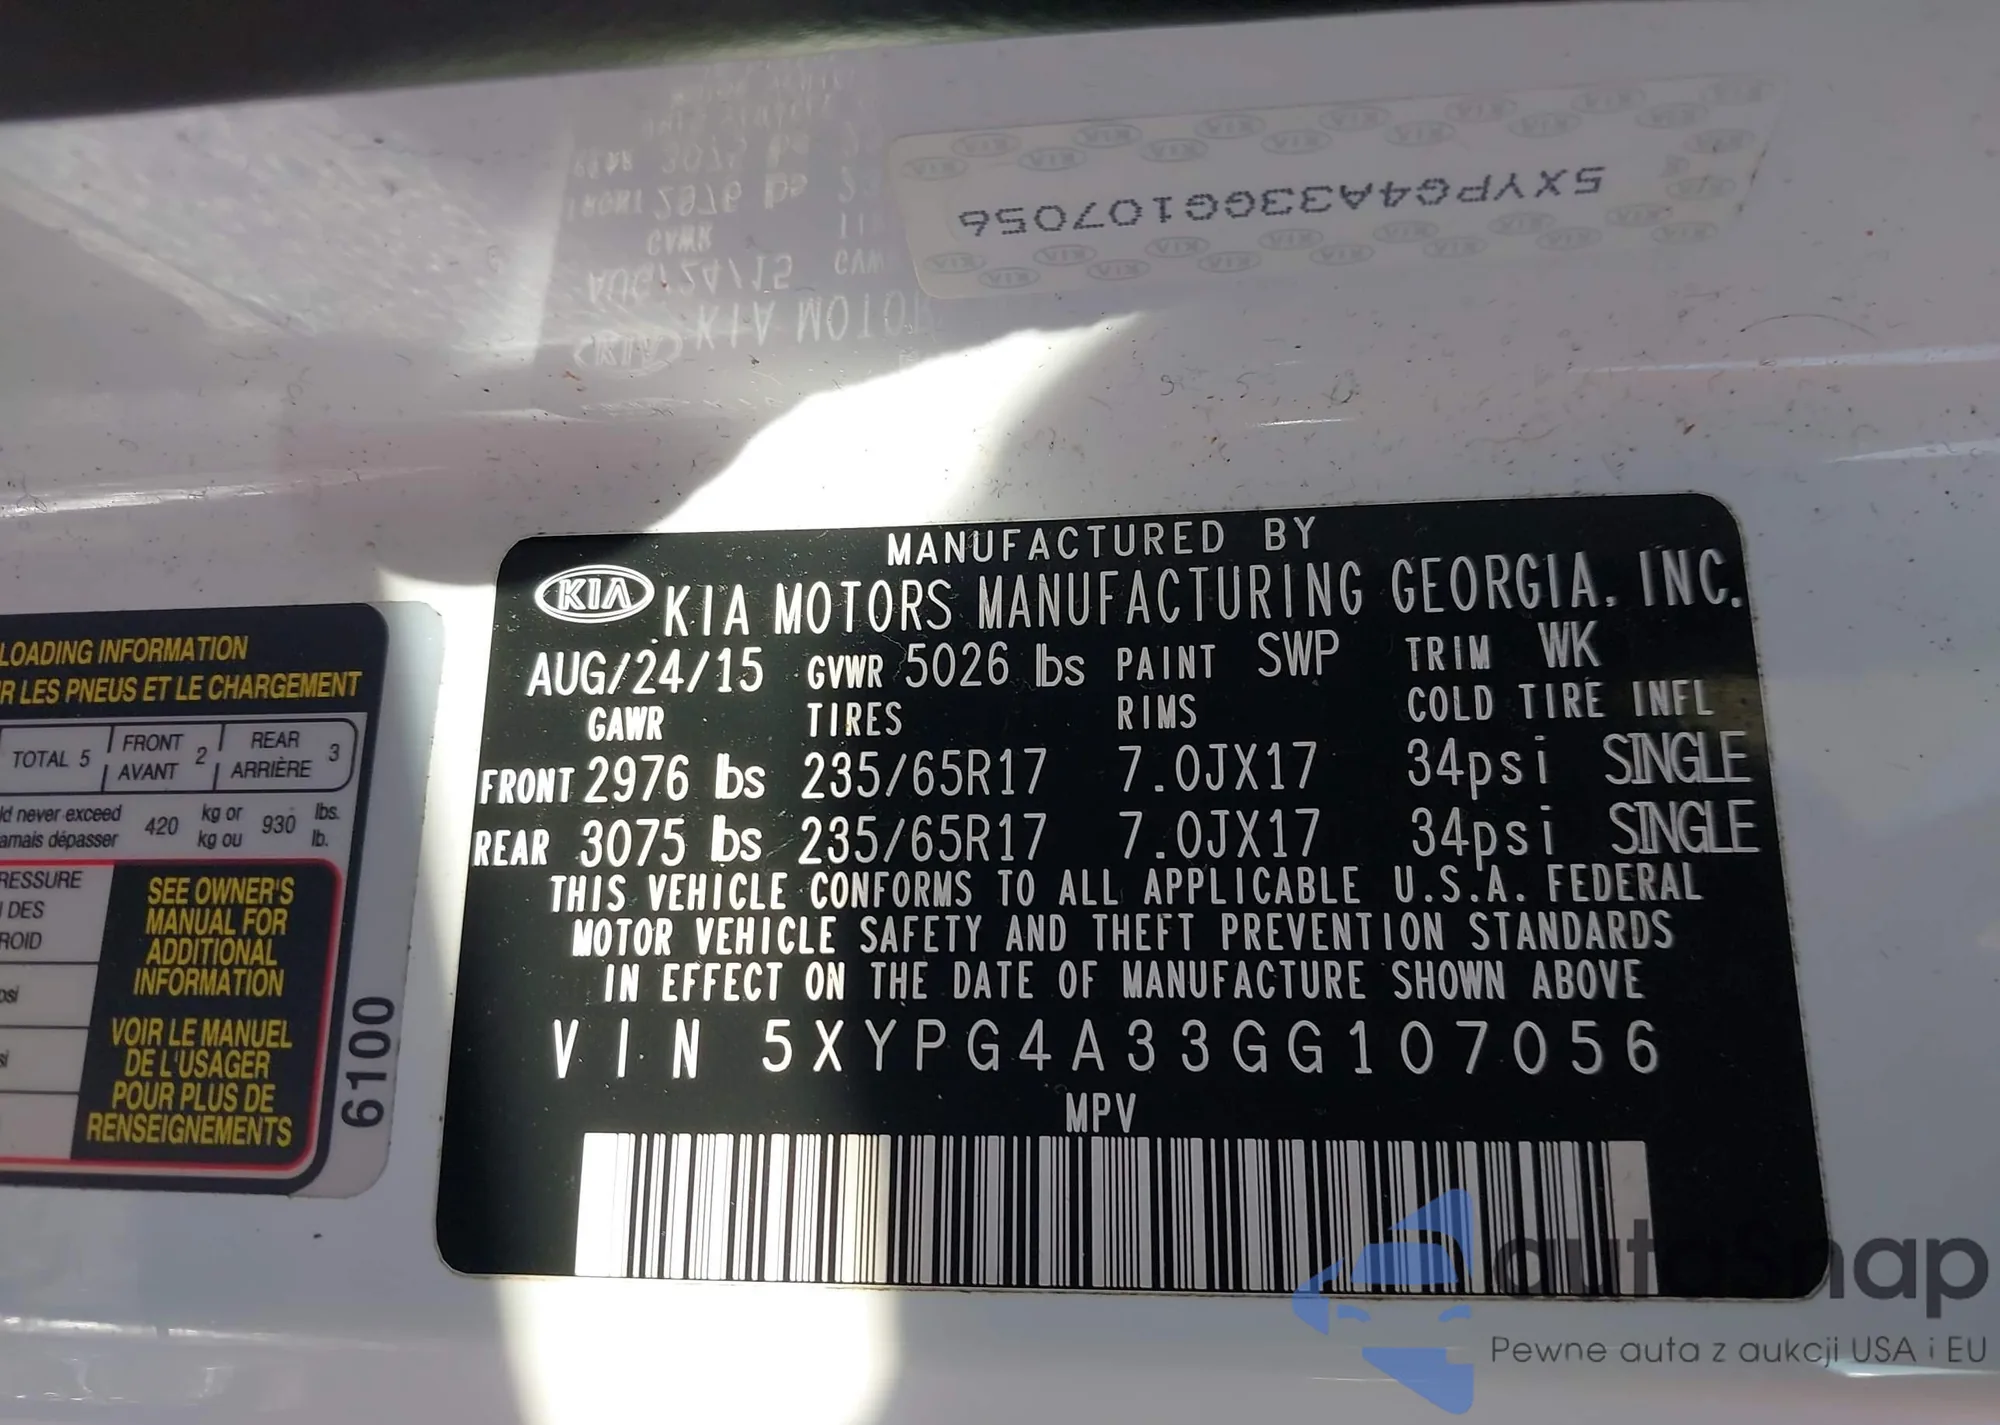 5XYPG4A33GG107056
MANUFACTURED BY
KIA KIA MOTORS MANUFACTURING GEORGIA, INC.
AUG/24/15 GVWR 5026 lbs PAINT SWP TRIM WK
GAWR TIRES RIMS COLD TIRE INFL
FRONT 2976 lbs 235/65R17 7.0JX17 34psi SINGLE
REAR 3075 lbs 235/65R17 7.0JX17 34psi SINGLE
THIS VEHICLE CONFORMS TO ALL APPLICABLE U.S.A. FEDERAL
MOTOR VEHICLE SAFETY AND THEFT PREVENTION STANDARDS
IN EFFECT ON THE DATE OF MANUFACTURE SHOWN ABOVE
VIN 5XYPG4A33GG107056
MPV
LOADING INFORMATION
R LES PNEUS ET LE CHARGEMENT
TOTAL 5 FRONT 2 REAR 3
AVANT ARRIÈRE
ld never exceed 420 kg or 930 lbs.
amais dépasser kg ou lb.
RESSURE
DES
ROID
psi
SEE OWNER'S
MANUAL FOR
ADDITIONAL
INFORMATION
VOIR LE MANUEL
DE L'USAGER
POUR PLUS DE
RENSEIGNEMENTS
6100
autosnap
Pewne auta z aukcji USA i EU